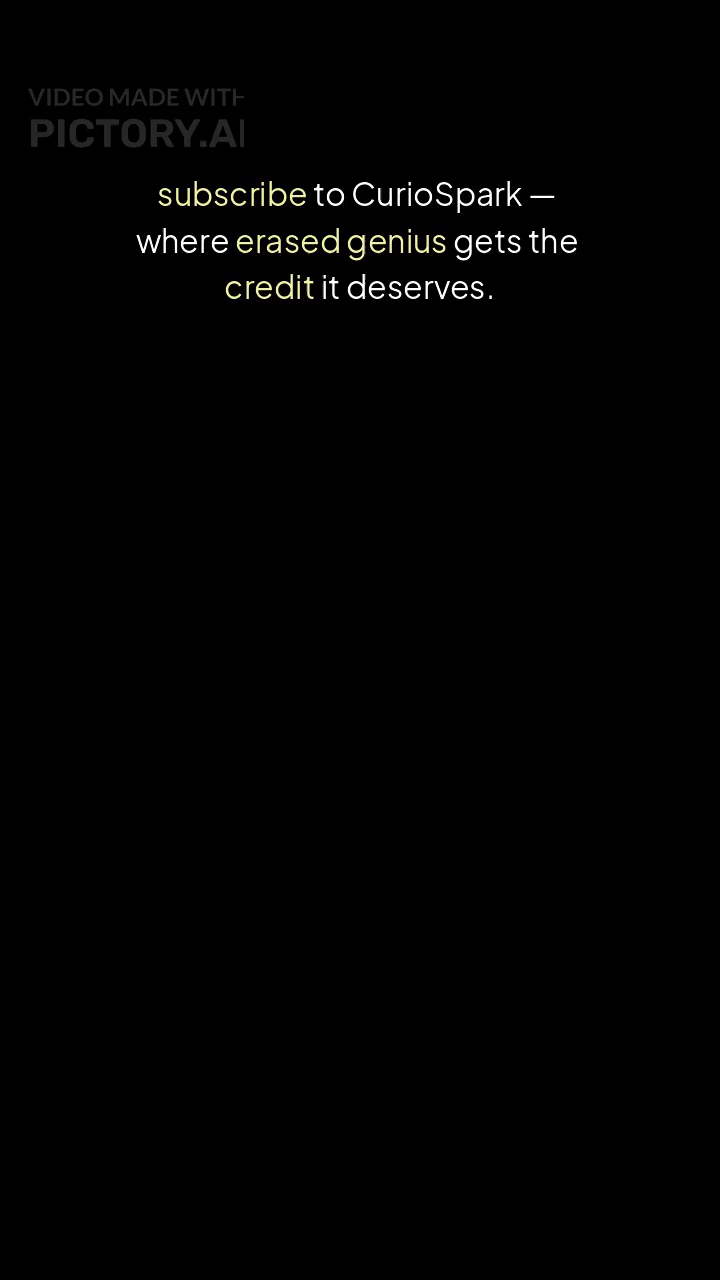 VIDEO MADE WITH
PICTORY.AI
subscribe to CurioSpark —
where erased genius gets the
credit it deserves.